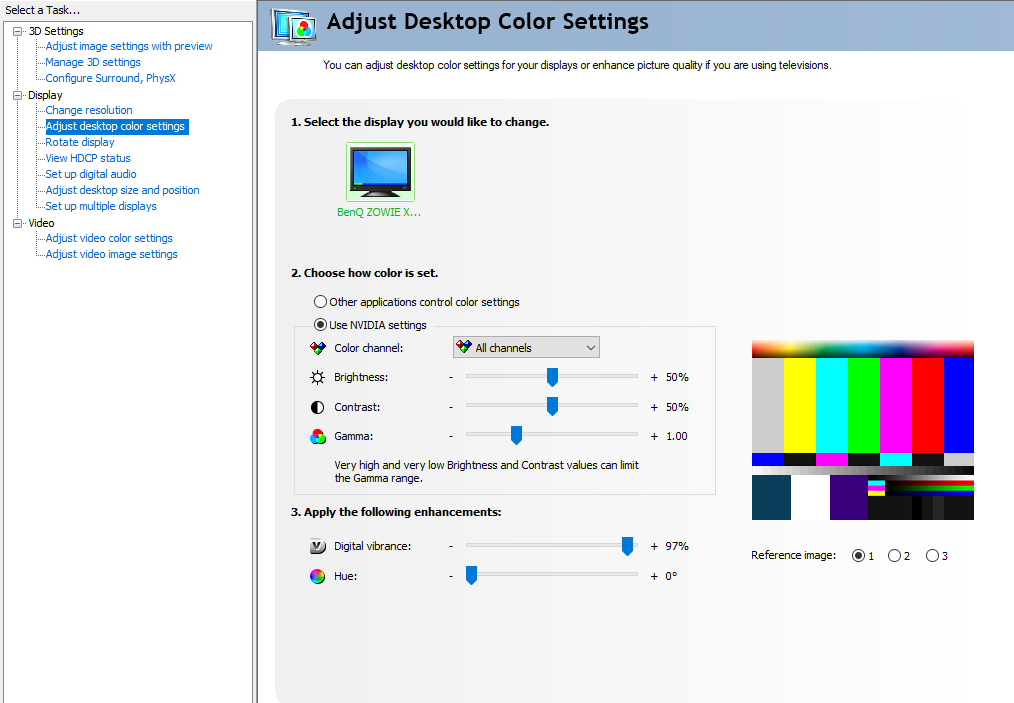 Select a Task...
3D Settings
Adjust image settings with preview
Manage 3D settings
Configure Surround, PhysX
Display
Change resolution
Adjust desktop color settings
Rotate display
View HDCP status
Set up digital audio
Adjust desktop size and position
Set up multiple displays
Video
Adjust video color settings
Adjust video image settings
Adjust Desktop Color Settings
You can adjust desktop color settings for your displays or enhance picture quality if you are using televisions.
1. Select the display you would like to change.
BenQ ZOWIE X...
2. Choose how color is set.
Other applications control color settings
Use NVIDIA settings
Color channel: All channels
Brightness: - + 50%
Contrast: - + 50%
Gamma: - + 1.00
Very high and very low Brightness and Contrast values can limit
the Gamma range.
3. Apply the following enhancements:
Digital vibrance: - + 97%
Hue: - + 0°
Reference image: 1 2 3